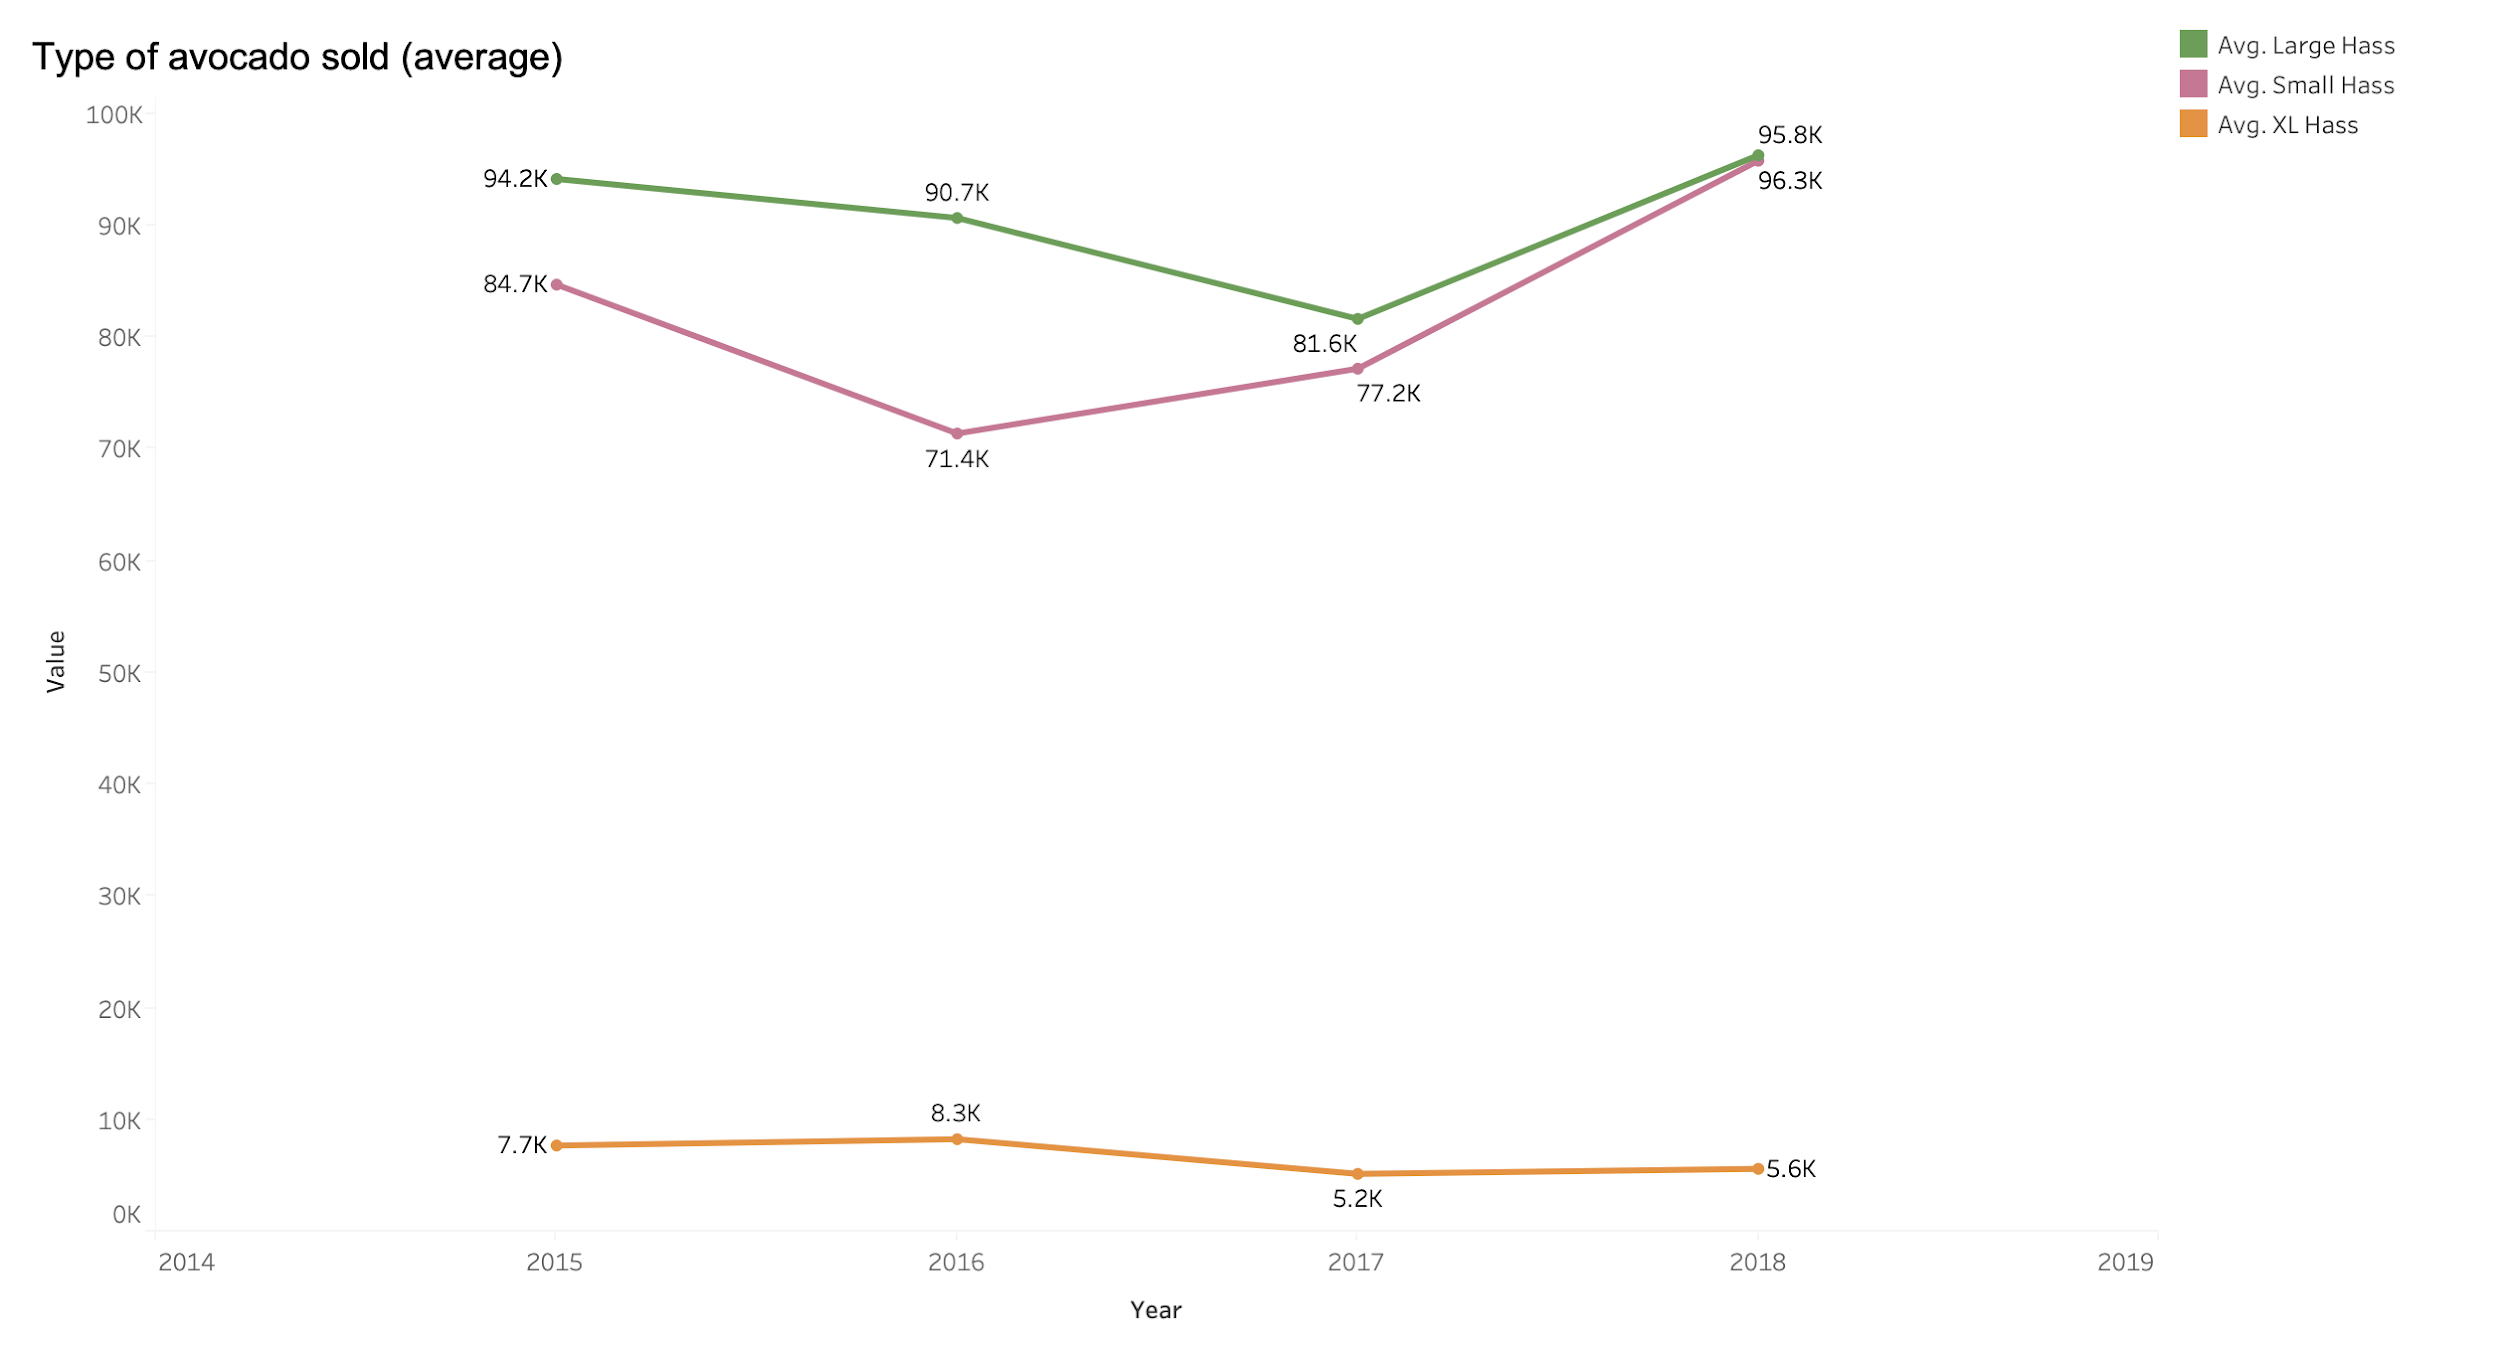 Type of avocado sold (average)
Avg. Large Hass
Avg. Small Hass
Avg. XL Hass
100K
90K
80K
70K
60K
50K
40K
30K
20K
10K
0K
Value
94.2K
90.7K
81.6K
95.8K
96.3K
84.7K
71.4K
77.2K
7.7K
8.3K
5.2K
5.6K
2014
2015
2016
2017
2018
2019
Year